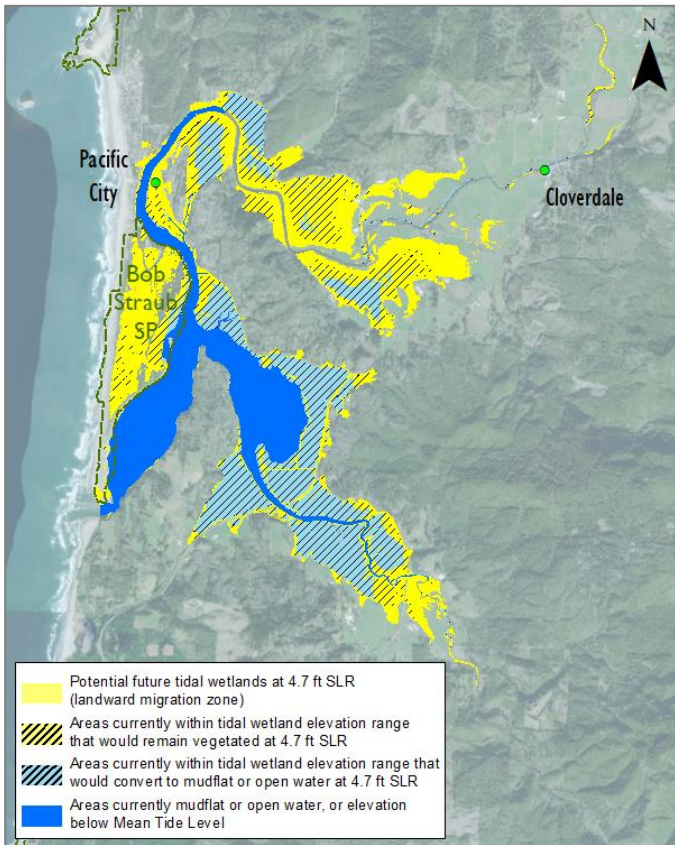 N
Pacific
City
Cloverdale
Bob
Straub
SP
Potential future tidal wetlands at 4.7 ft SLR
(landward migration zone)
Areas currently within tidal wetland elevation range
that would remain vegetated at 4.7 ft SLR
Areas currently within tidal wetland elevation range that
would convert to mudflat or open water at 4.7 ft SLR
Areas currently mudflat or open water, or elevation
below Mean Tide Level